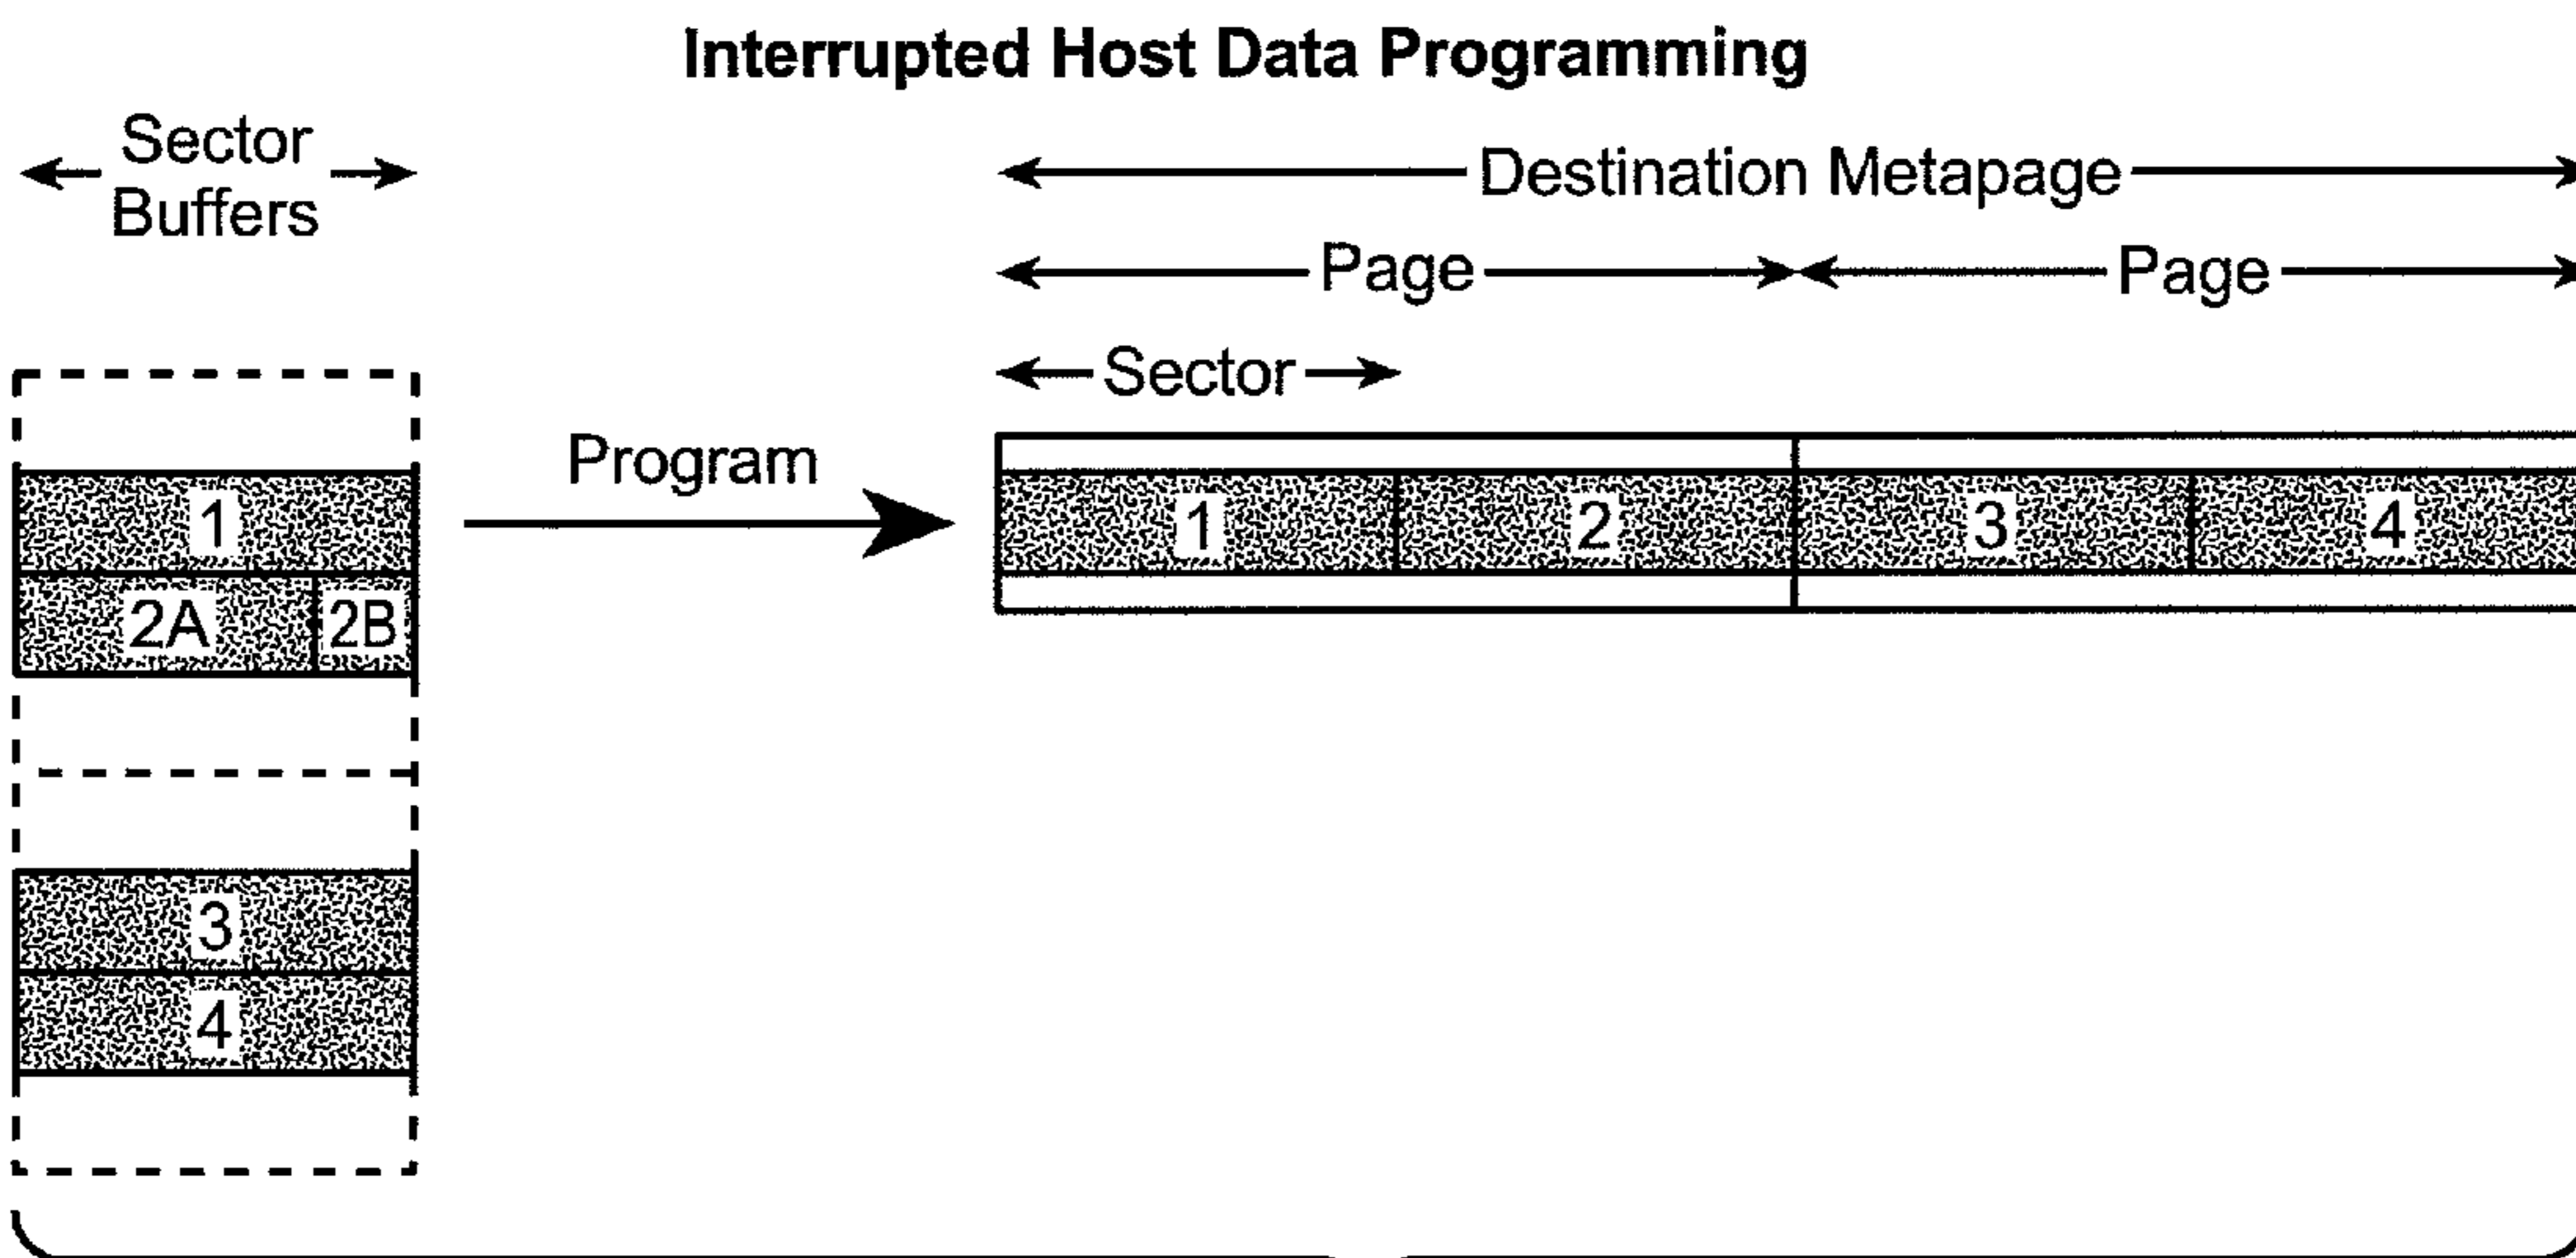 Interrupted Host Data Programming
Sector
Buffers
Destination Metapage
Page Page
Sector
Program
1
2A 2B
3
4
1 2 3 4